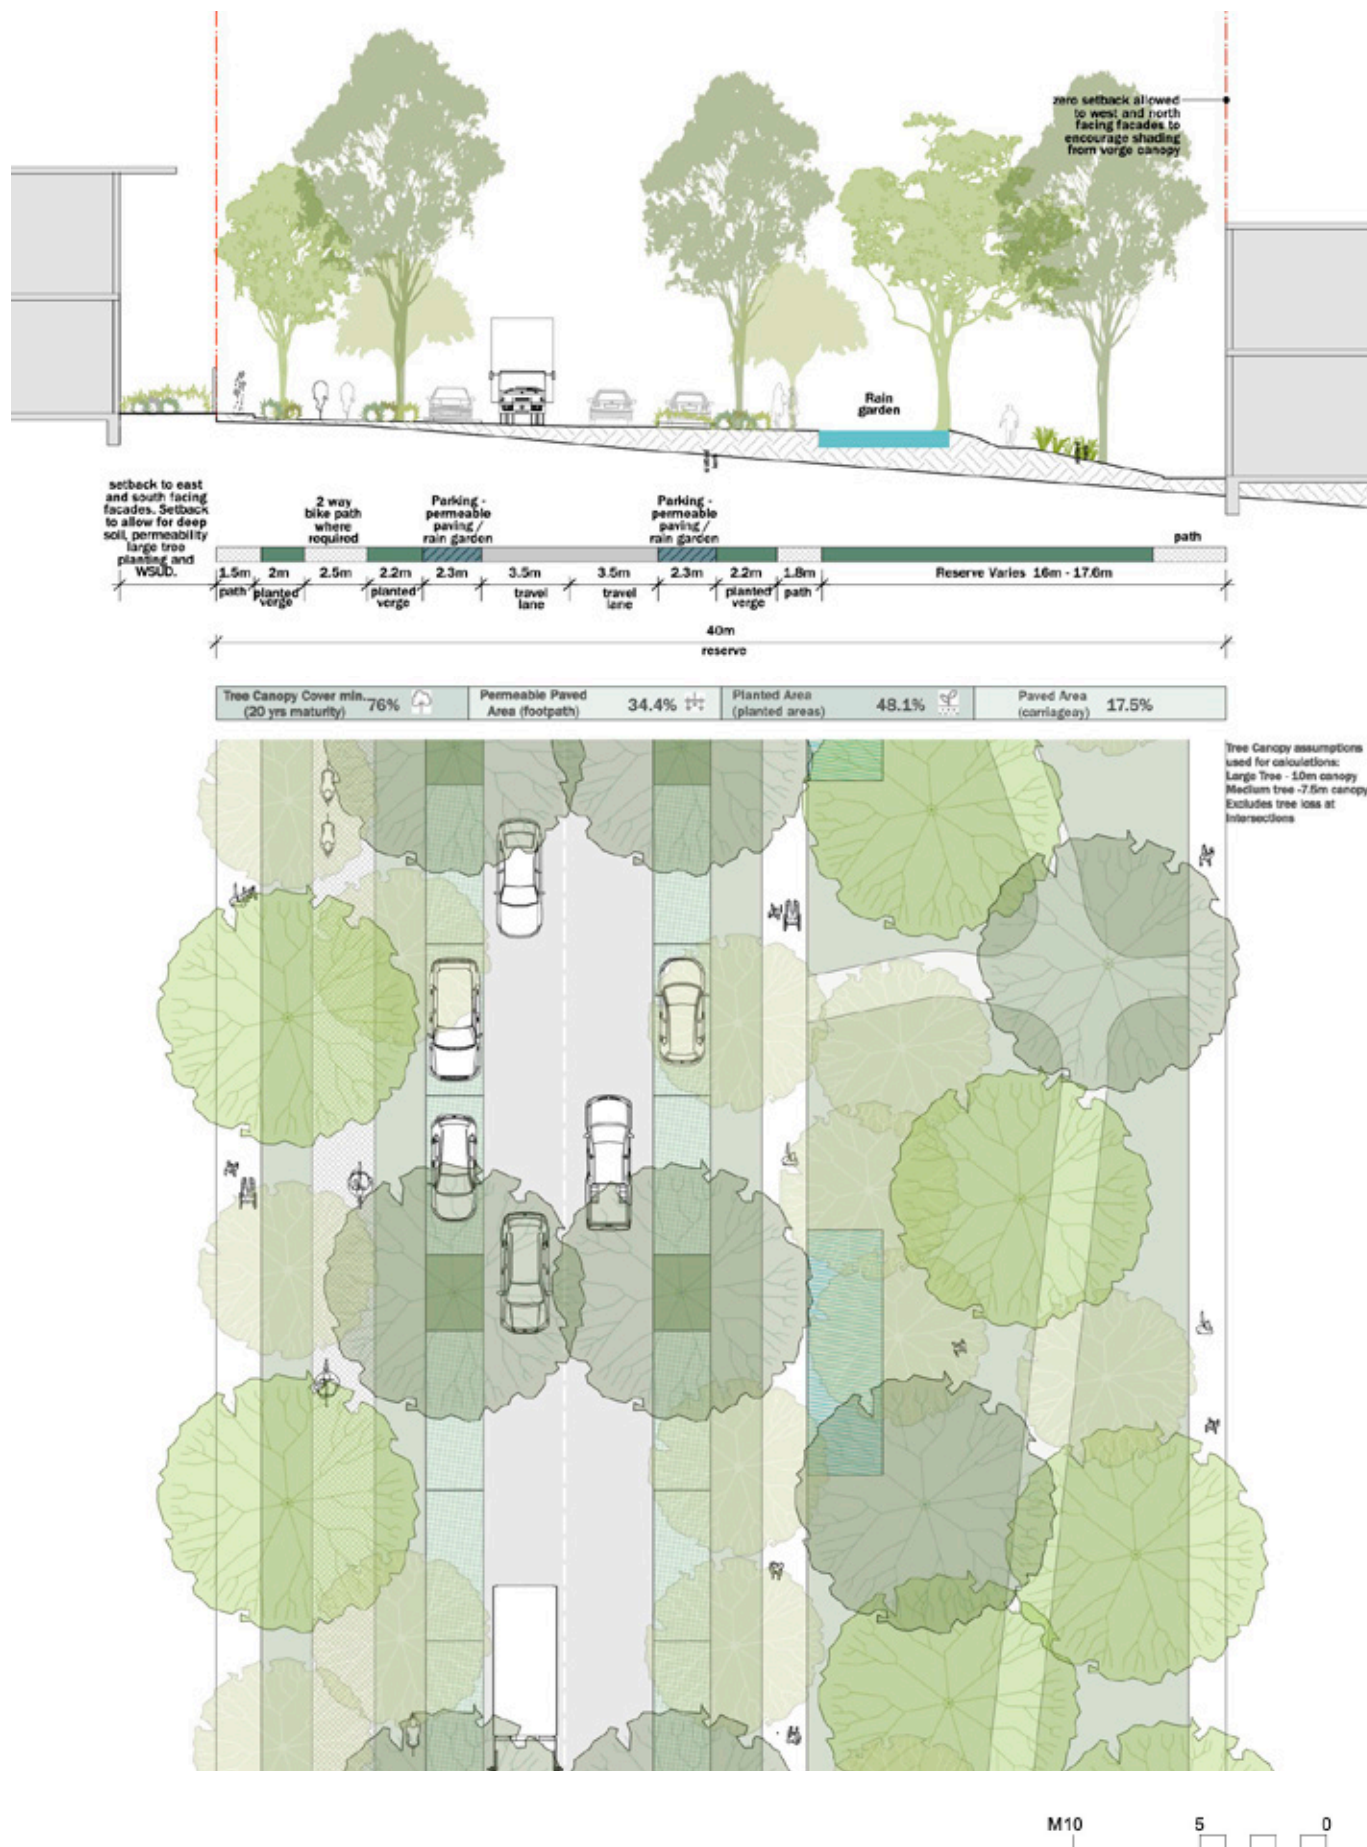 zero setback allowed
to west and north
facing facades to
encourage shading
from verge canopy
Rain
garden
setback to east
and south facing
facades. Setback
to allow for deep
soil, permeability
large tree
planting and
WSUD.
2 way
bike path
where
required
Parking -
permeable
paving /
rain garden
Parking -
permeable
paving /
rain garden
path
1.5m 2m 2.5m 2.2m 2.3m 3.5m 3.5m 2.3m 2.2m 1.8m Reserve Varies 16m - 17.6m
path
planted
verge
planted
verge
travel
lane
travel
lane
planted
verge
path
40m
reserve
Tree Canopy Cover min.
(20 yrs maturity) 76%
Permeable Paved
Area (footpath) 34.4%
Planted Area
(planted areas) 48.1%
Paved Area
(carriageay) 17.5%
Tree Canopy assumptions
used for calculations:
Large Tree - 10m canopy
Medium tree -7.5m canopy
Excludes tree loss at
intersections
M10 5 0